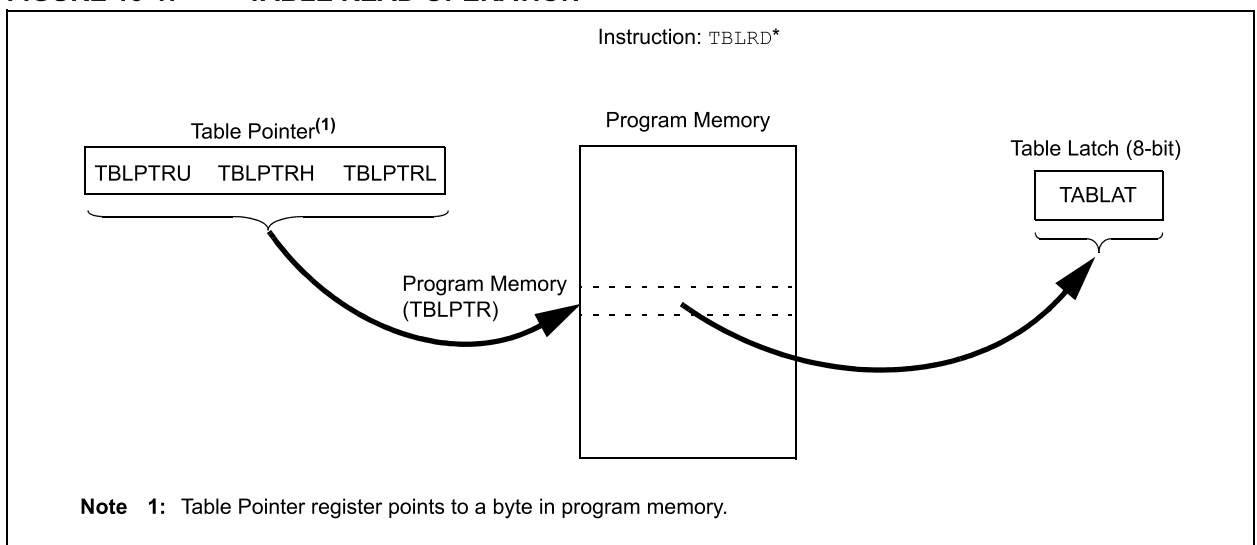 Instruction: TBLRD*
Table Pointer(1)
Program Memory
Table Latch (8-bit)
TBLPTRU TBLPTRH TBLPTRL
TABLAT
Program Memory
(TBLPTR)
Note 1: Table Pointer register points to a byte in program memory.